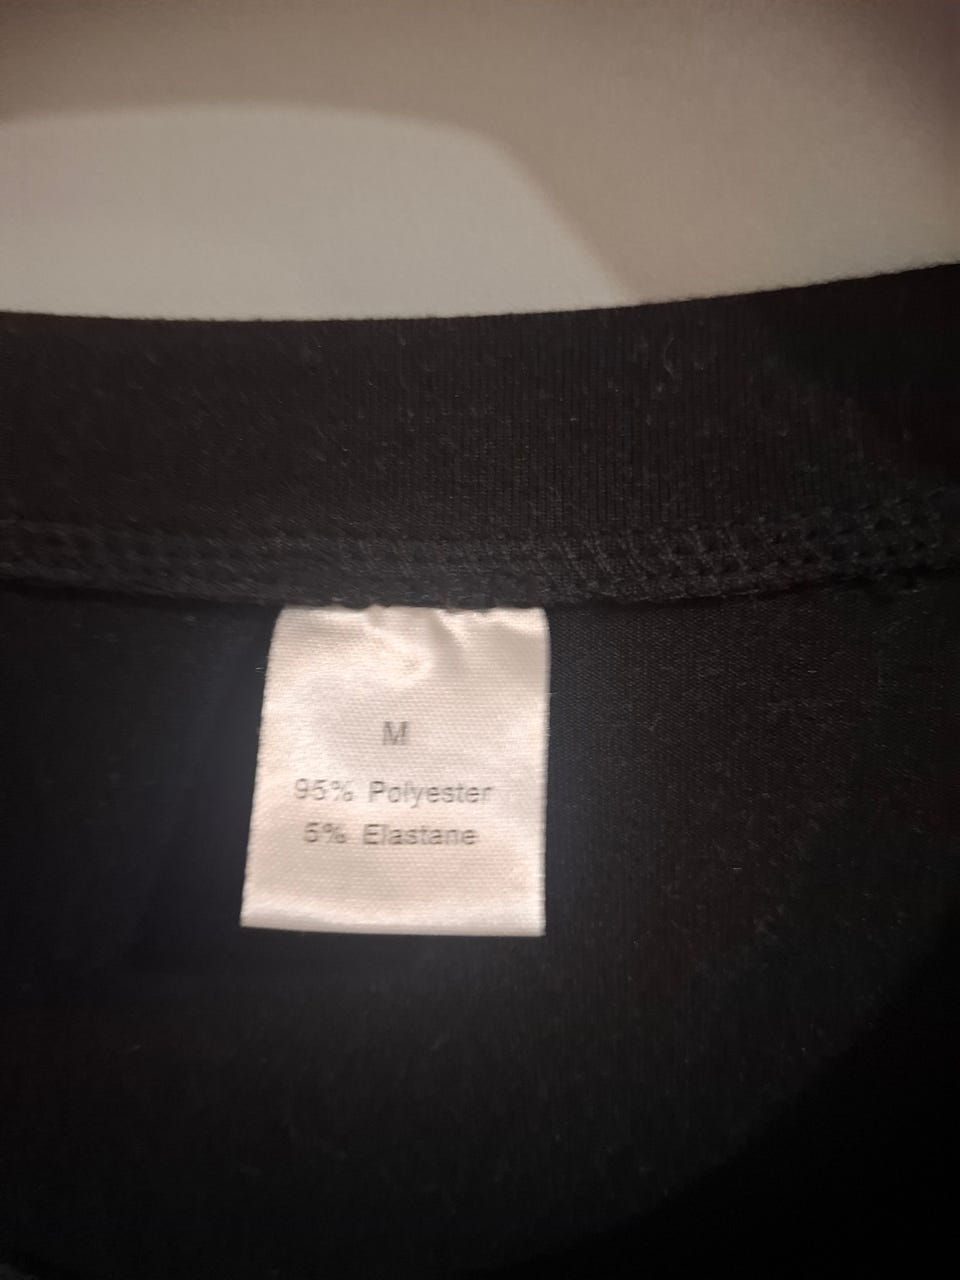 M
95% Polyester
5% Elastane